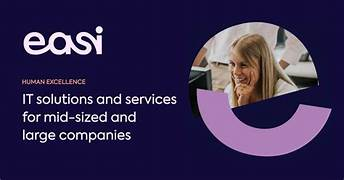 easi
HUMAN EXCELLENCE
IT solutions and services
for mid-sized and
large companies